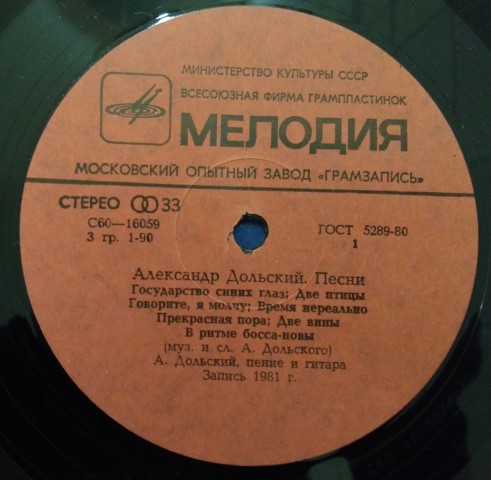 МИНИСТЕРСТВО КУЛЬТУРЫ СССР
ВСЕСОЮЗНАЯ ФИРМА ГРАМПЛАСТИНОК
МЕЛОДИЯ
МОСКОВСКИЙ ОПЫТНЫЙ ЗАВОД «ГРАМЗАПИСЬ»
СТЕРЕО 33
С60—16059
3 гр. 1-90
ГОСТ 5289-80
1
Александр Дольский. Песни
Государство синих глаз; Две птицы
Говорите, я молчу; Время нереально
Прекрасная пора; Две вины
В ритме босса-новы
(муз. и сл. А. Дольского)
А. Дольский, пение и гитара
Запись 1981 г.